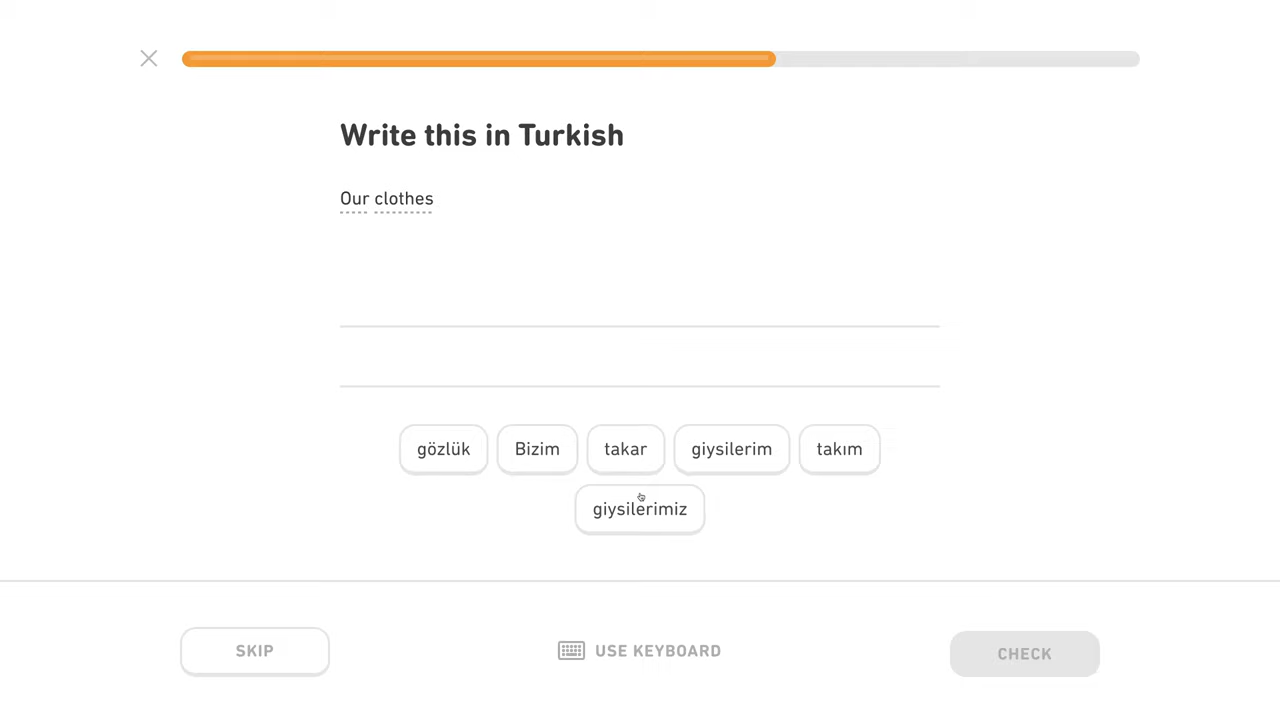 Write this in Turkish
Our clothes
gözlük Bizim takar giysilerim takım
giysilerimiz
SKIP USE KEYBOARD CHECK